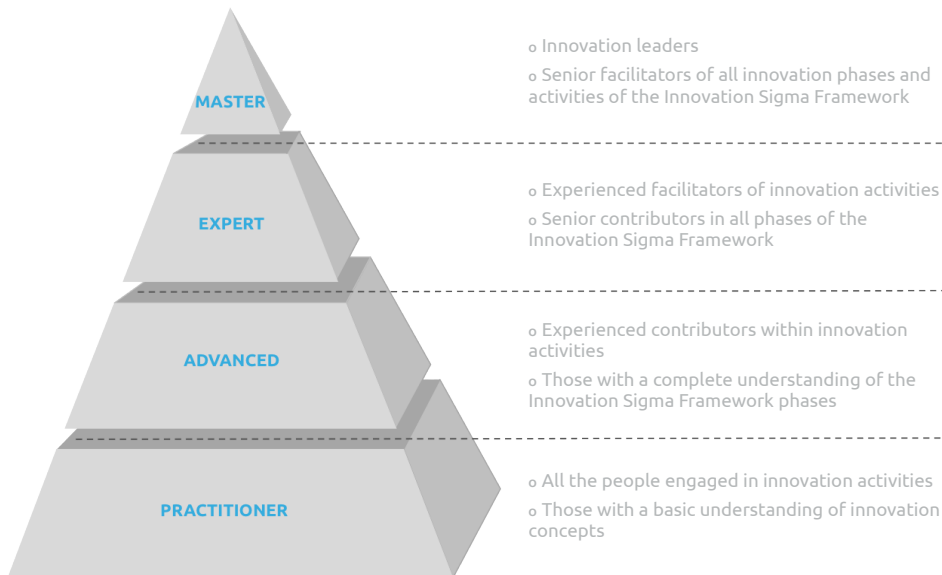 MASTER
o Innovation leaders
o Senior facilitators of all innovation phases and
activities of the Innovation Sigma Framework
EXPERT
o Experienced facilitators of innovation activities
o Senior contributors in all phases of the
Innovation Sigma Framework
ADVANCED
o Experienced contributors within innovation
activities
o Those with a complete understanding of the
Innovation Sigma Framework phases
PRACTITIONER
o All the people engaged in innovation activities
o Those with a basic understanding of innovation
concepts